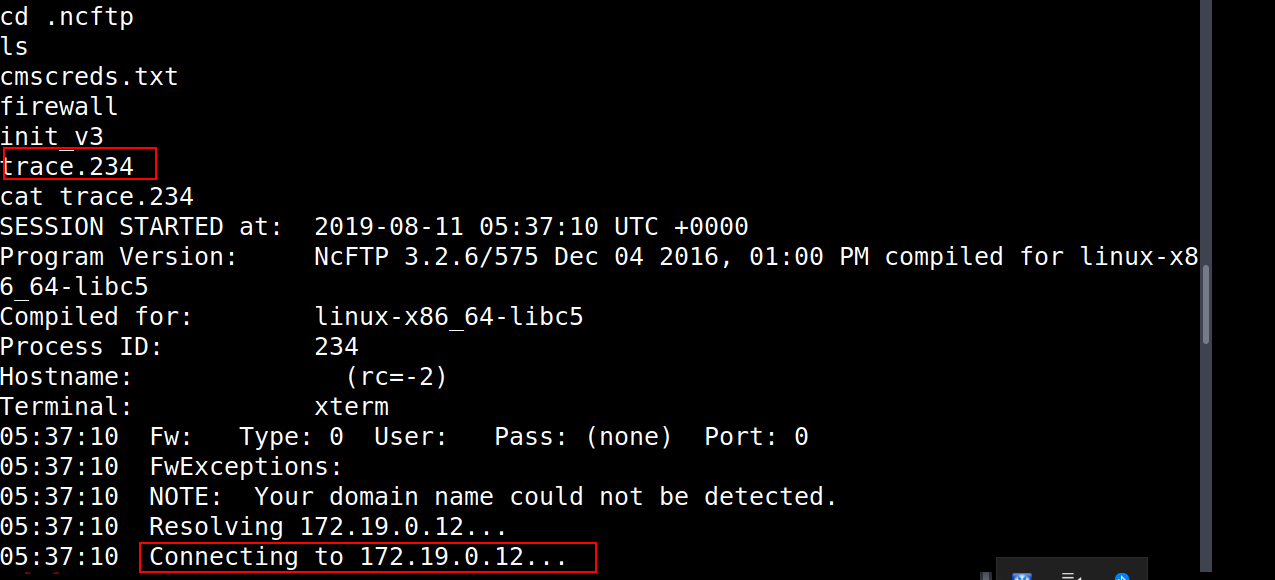 cd .ncftp
ls
cmscreds.txt
firewall
init_v3
trace.234
cat trace.234
SESSION STARTED at:  2019-08-11 05:37:10 UTC +0000
Program Version:     NcFTP 3.2.6/575 Dec 04 2016, 01:00 PM compiled for linux-x8
6_64-libc5
Compiled for:        linux-x86_64-libc5
Process ID:          234
Hostname:              (rc=-2)
Terminal:            xterm
05:37:10  Fw:   Type: 0  User:   Pass: (none)  Port: 0
05:37:10  FwExceptions:
05:37:10  NOTE:  Your domain name could not be detected.
05:37:10  Resolving 172.19.0.12...
05:37:10  Connecting to 172.19.0.12...